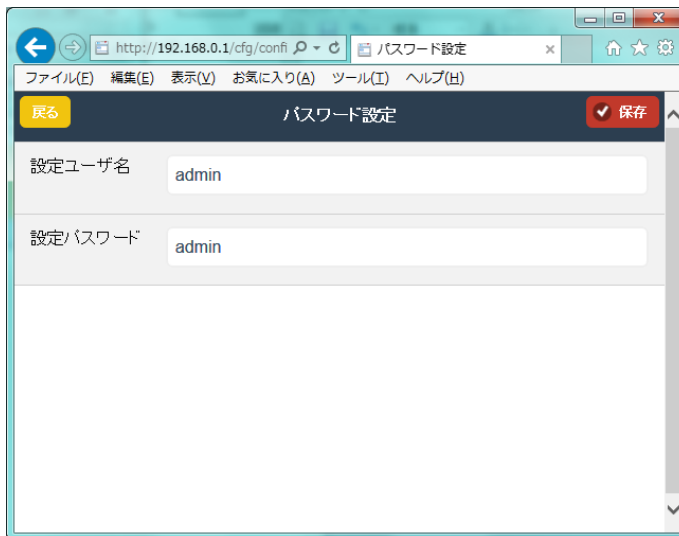 http://192.168.0.1/cfg/confi
パスワード設定
ファイル(F) 編集(E) 表示(V) お気に入り(A) ツール(T) ヘルプ(H)
戻る
パスワード設定
保存
設定ユーザ名
admin
設定パスワード
admin